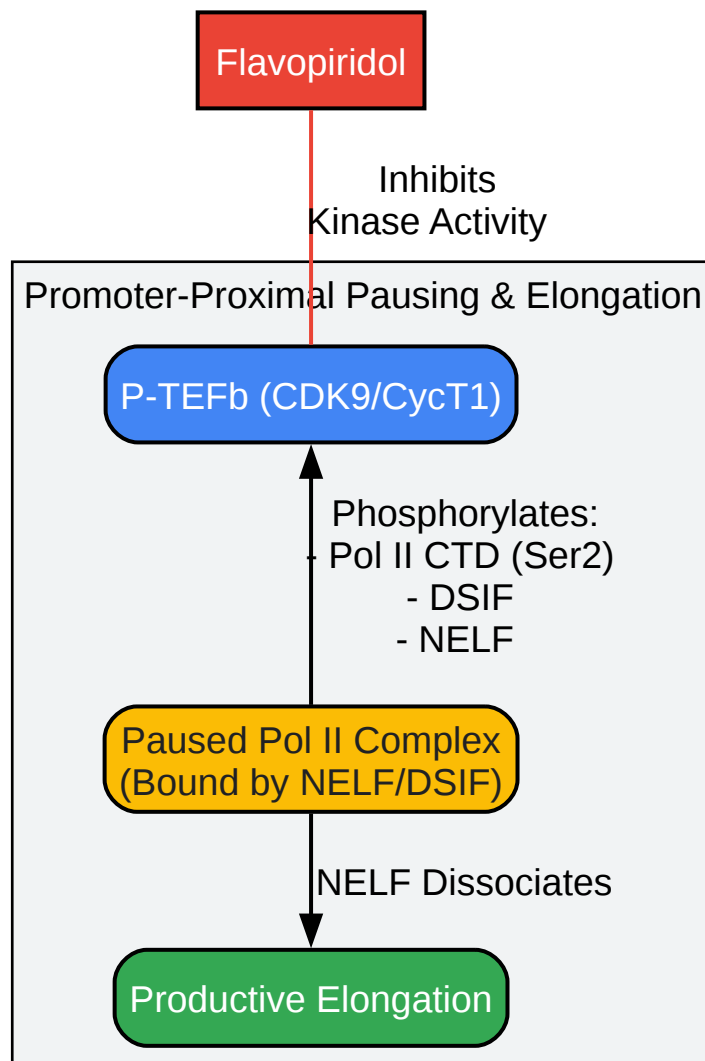 Flavopiridol
Inhibits
Kinase Activity
Promoter-Proximal Pausing & Elongation
P-TEFb (CDK9/CycT1)
Phosphorylates:
- Pol II CTD (Ser2)
- DSIF
- NELF
Paused Pol II Complex
(Bound by NELF/DSIF)
NELF Dissociates
Productive Elongation